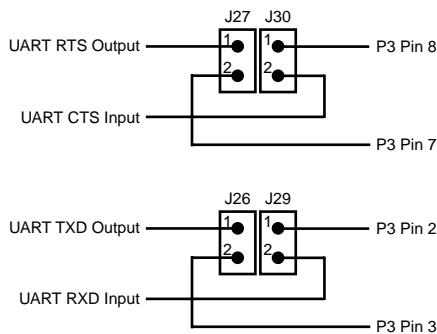 J27 J30
UART RTS Output 1 1 P3 Pin 8
2 2
UART CTS Input
P3 Pin 7
J26 J29
UART TXD Output 1 1 P3 Pin 2
2 2
UART RXD Input
P3 Pin 3